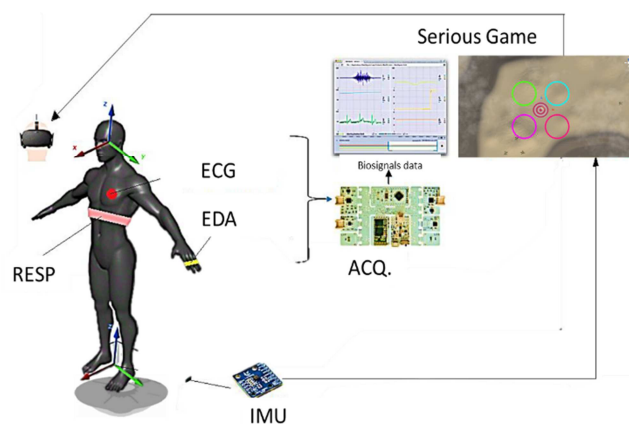 Serious Game
z
x
y
ECG
Biosignals data
EDA
RESP
ACQ.
z
IMU